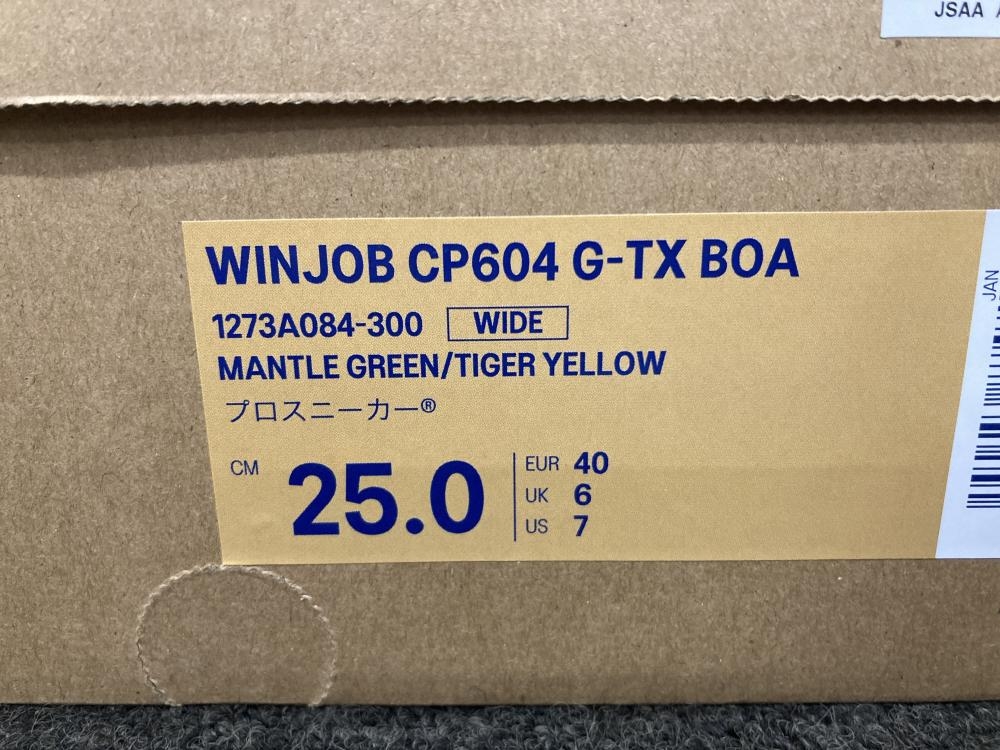 JSAA
WINJOB CP604 G-TX BOA
1273A084-300 WIDE
MANTLE GREEN/TIGER YELLOW
プロスニーカー®
CM 25.0
EUR 40
UK 6
US 7
JAN